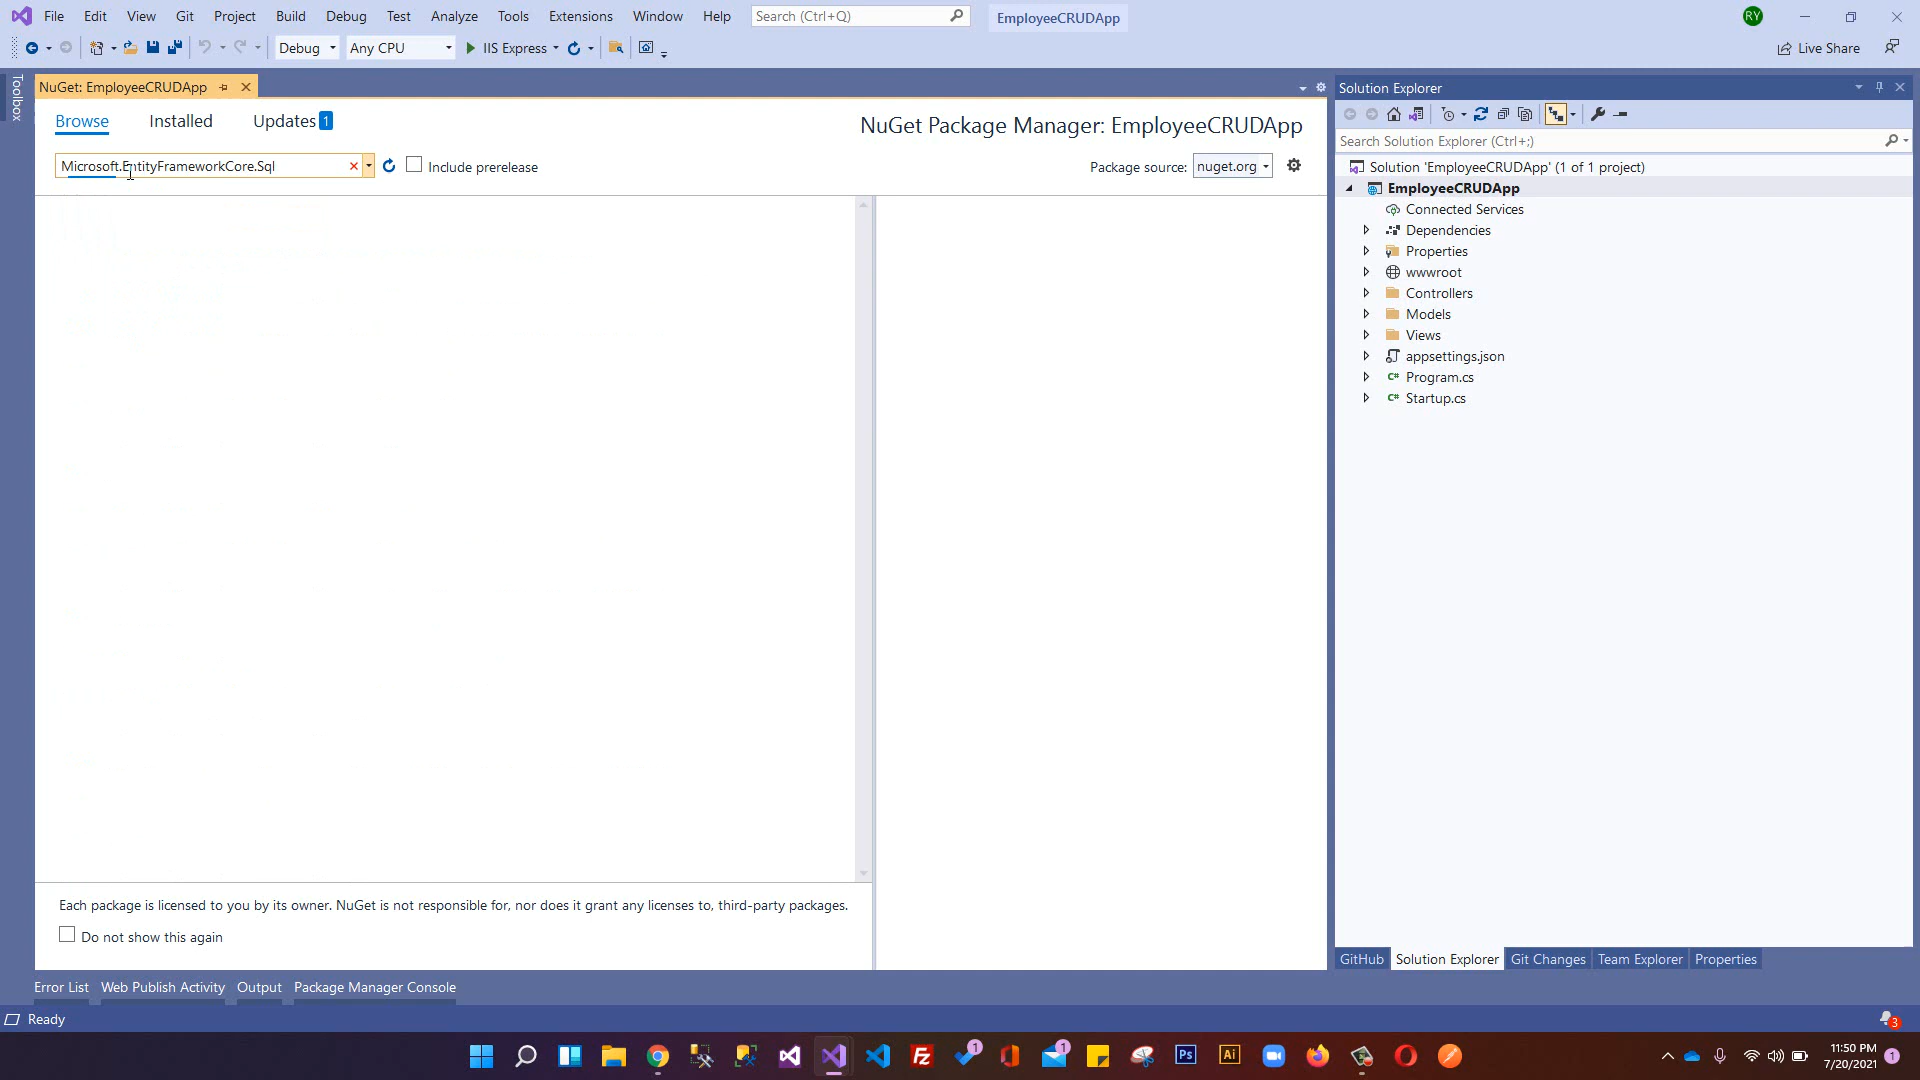 File Edit View Git Project Build Debug Test Analyze Tools Extensions Window Help Search (Ctrl+Q) EmployeeCRUDApp RY
Debug Any CPU IIS Express Live Share
Toolbox
NuGet: EmployeeCRUDApp
Browse Installed Updates 1
NuGet Package Manager: EmployeeCRUDApp
Microsoft.EntityFrameworkCore.Sql Include prerelease Package source: nuget.org
Each package is licensed to you by its owner. NuGet is not responsible for, nor does it grant any licenses to, third-party packages.
Do not show this again
Solution Explorer
Search Solution Explorer (Ctrl+;)
Solution 'EmployeeCRUDApp' (1 of 1 project)
EmployeeCRUDApp
Connected Services
Dependencies
Properties
wwwroot
Controllers
Models
Views
appsettings.json
C# Program.cs
C# Startup.cs
GitHub Solution Explorer Git Changes Team Explorer Properties
Error List Web Publish Activity Output Package Manager Console
Ready 3
1 1 Ps Ai
11:50 PM
7/20/2021 1